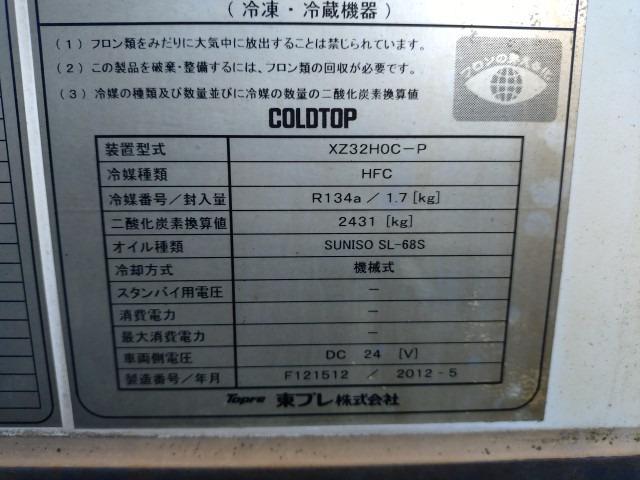 (冷凍・冷蔵機器)
(1) フロン類をみだりに大気中に放出することは禁じられています。
(2) この製品を破棄・整備するには、フロン類の回収が必要です。
(3) 冷媒の種類及び数量並びに冷媒の数量の二酸化炭素換算値
フロンの見える化
COLDTOP
装置型式 XZ32H0C-P
冷媒種類 HFC
冷媒番号/封入量 R134a / 1.7 [kg]
二酸化炭素換算値 2431 [kg]
オイル種類 SUNISO SL-68S
冷却方式 機械式
スタンバイ用電圧 -
消費電力 -
最大消費電力 -
車両側電圧 DC 24 [V]
製造番号/年月 F121512 / 2012-5
Topre 東プレ株式会社